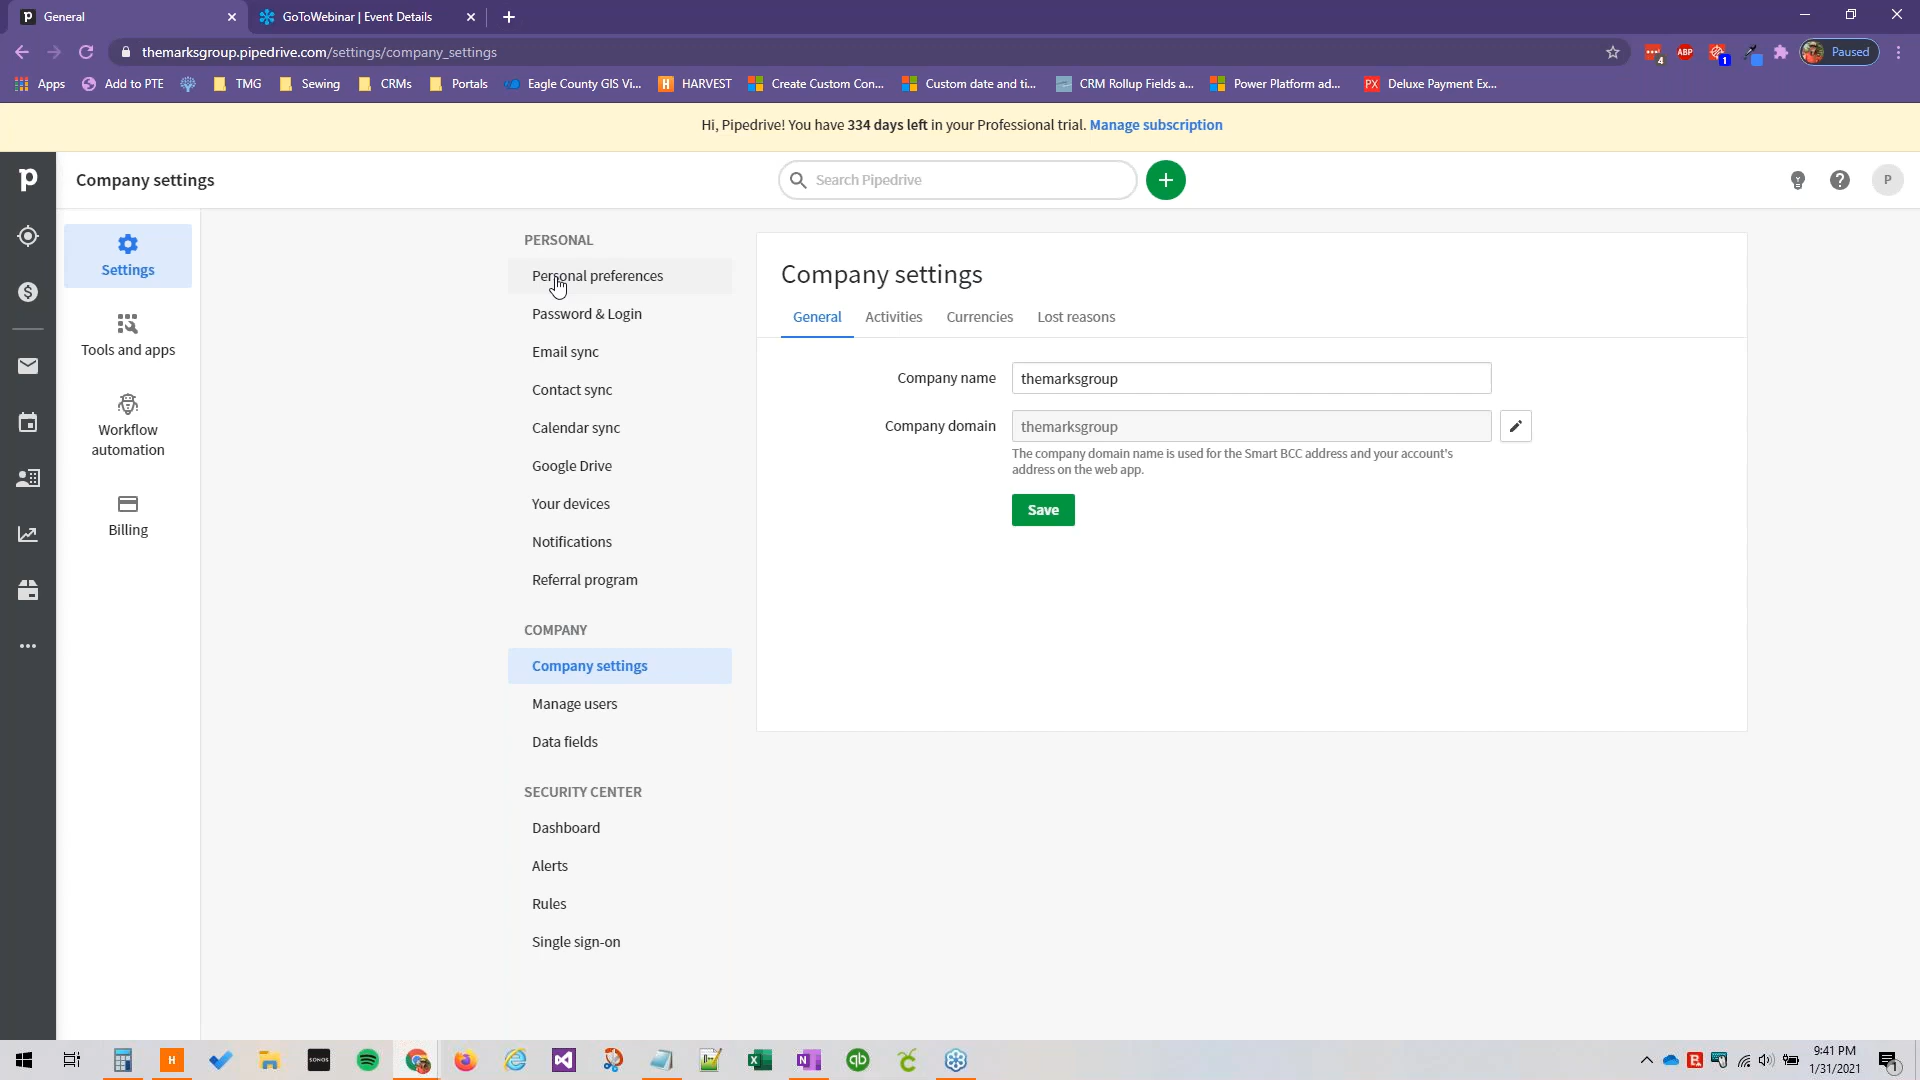 General
GoToWebinar | Event Details
themarksgroup.pipedrive.com/settings/company_settings
4
ABP
1
Paused
Apps
Add to PTE
TMG
Sewing
CRMs
Portals
Eagle County GIS Vi...
H HARVEST
Create Custom Con...
Custom date and ti...
CRM Rollup Fields a...
Power Platform ad...
PX Deluxe Payment Ex...
Hi, Pipedrive! You have 334 days left in your Professional trial. Manage subscription
Company settings
Search Pipedrive
P
Settings
Tools and apps
Workflow
automation
Billing
PERSONAL
Personal preferences
Password & Login
Email sync
Contact sync
Calendar sync
Google Drive
Your devices
Notifications
Referral program
COMPANY
Company settings
Manage users
Data fields
SECURITY CENTER
Dashboard
Alerts
Rules
Single sign-on
Company settings
General
Activities
Currencies
Lost reasons
Company name
themarksgroup
Company domain
themarksgroup
The company domain name is used for the Smart BCC address and your account's
address on the web app.
Save
H
SONOS
N
qb
9:41 PM
1/31/2021
1